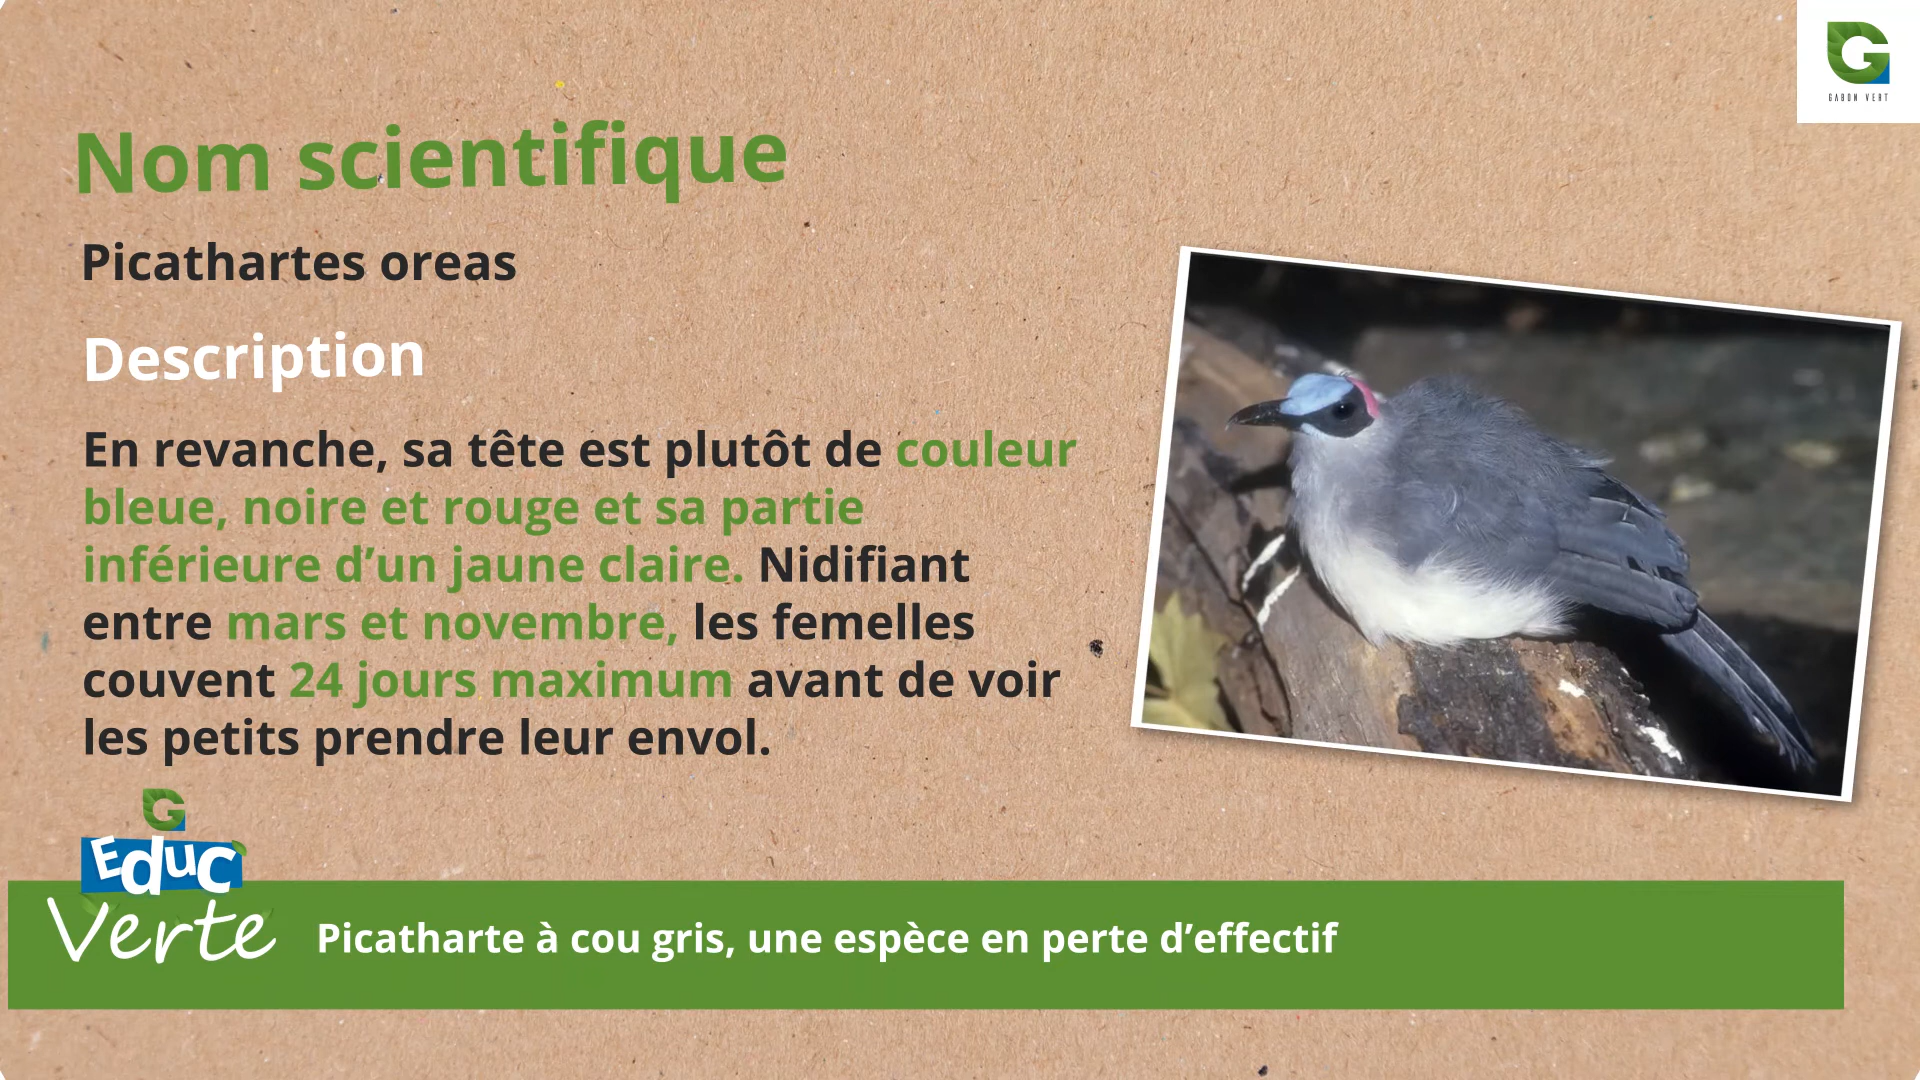 GABON VERT
Nom scientifique
Picathartes oreas
Description
En revanche, sa tête est plutôt de couleur
bleue, noire et rouge et sa partie
inférieure d’un jaune claire. Nidifiant
entre mars et novembre, les femelles
couvent 24 jours maximum avant de voir
les petits prendre leur envol.
Educ
Verte
Picatharte à cou gris, une espèce en perte d’effectif